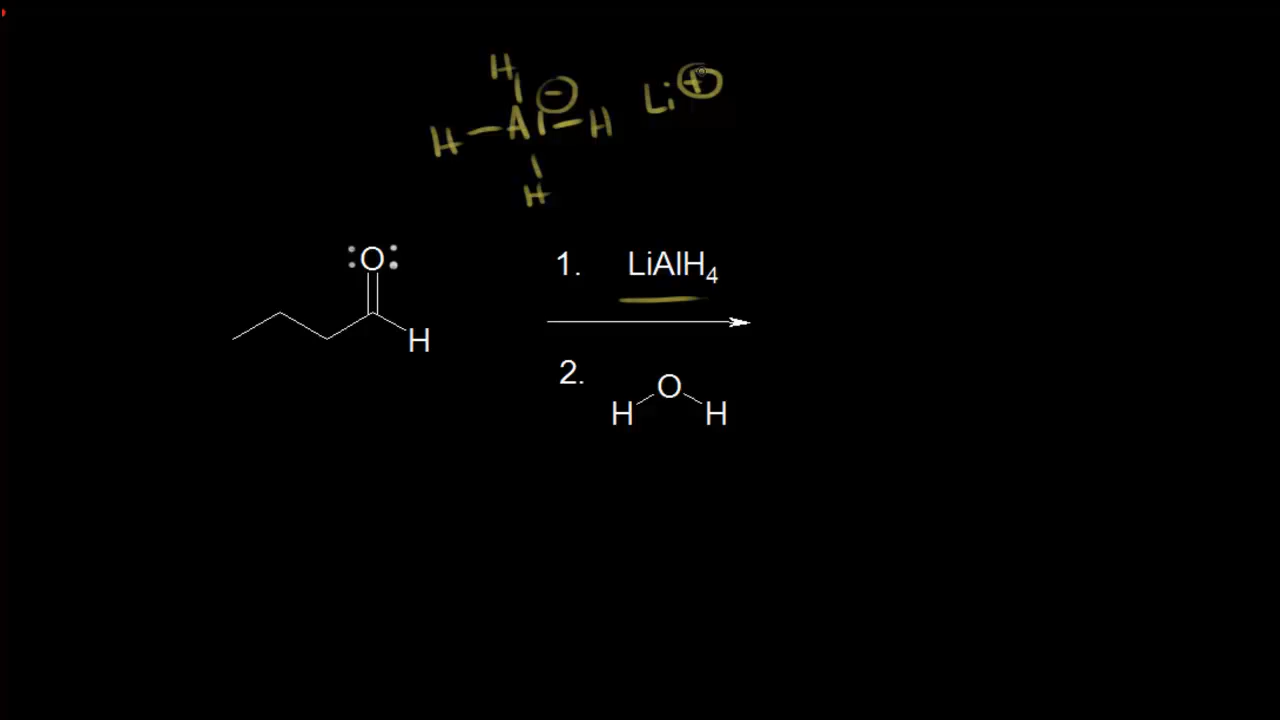 H
H – Al ⊖ – H Li ⊕
H
:O:
H
1. LiAlH₄
2. H O H